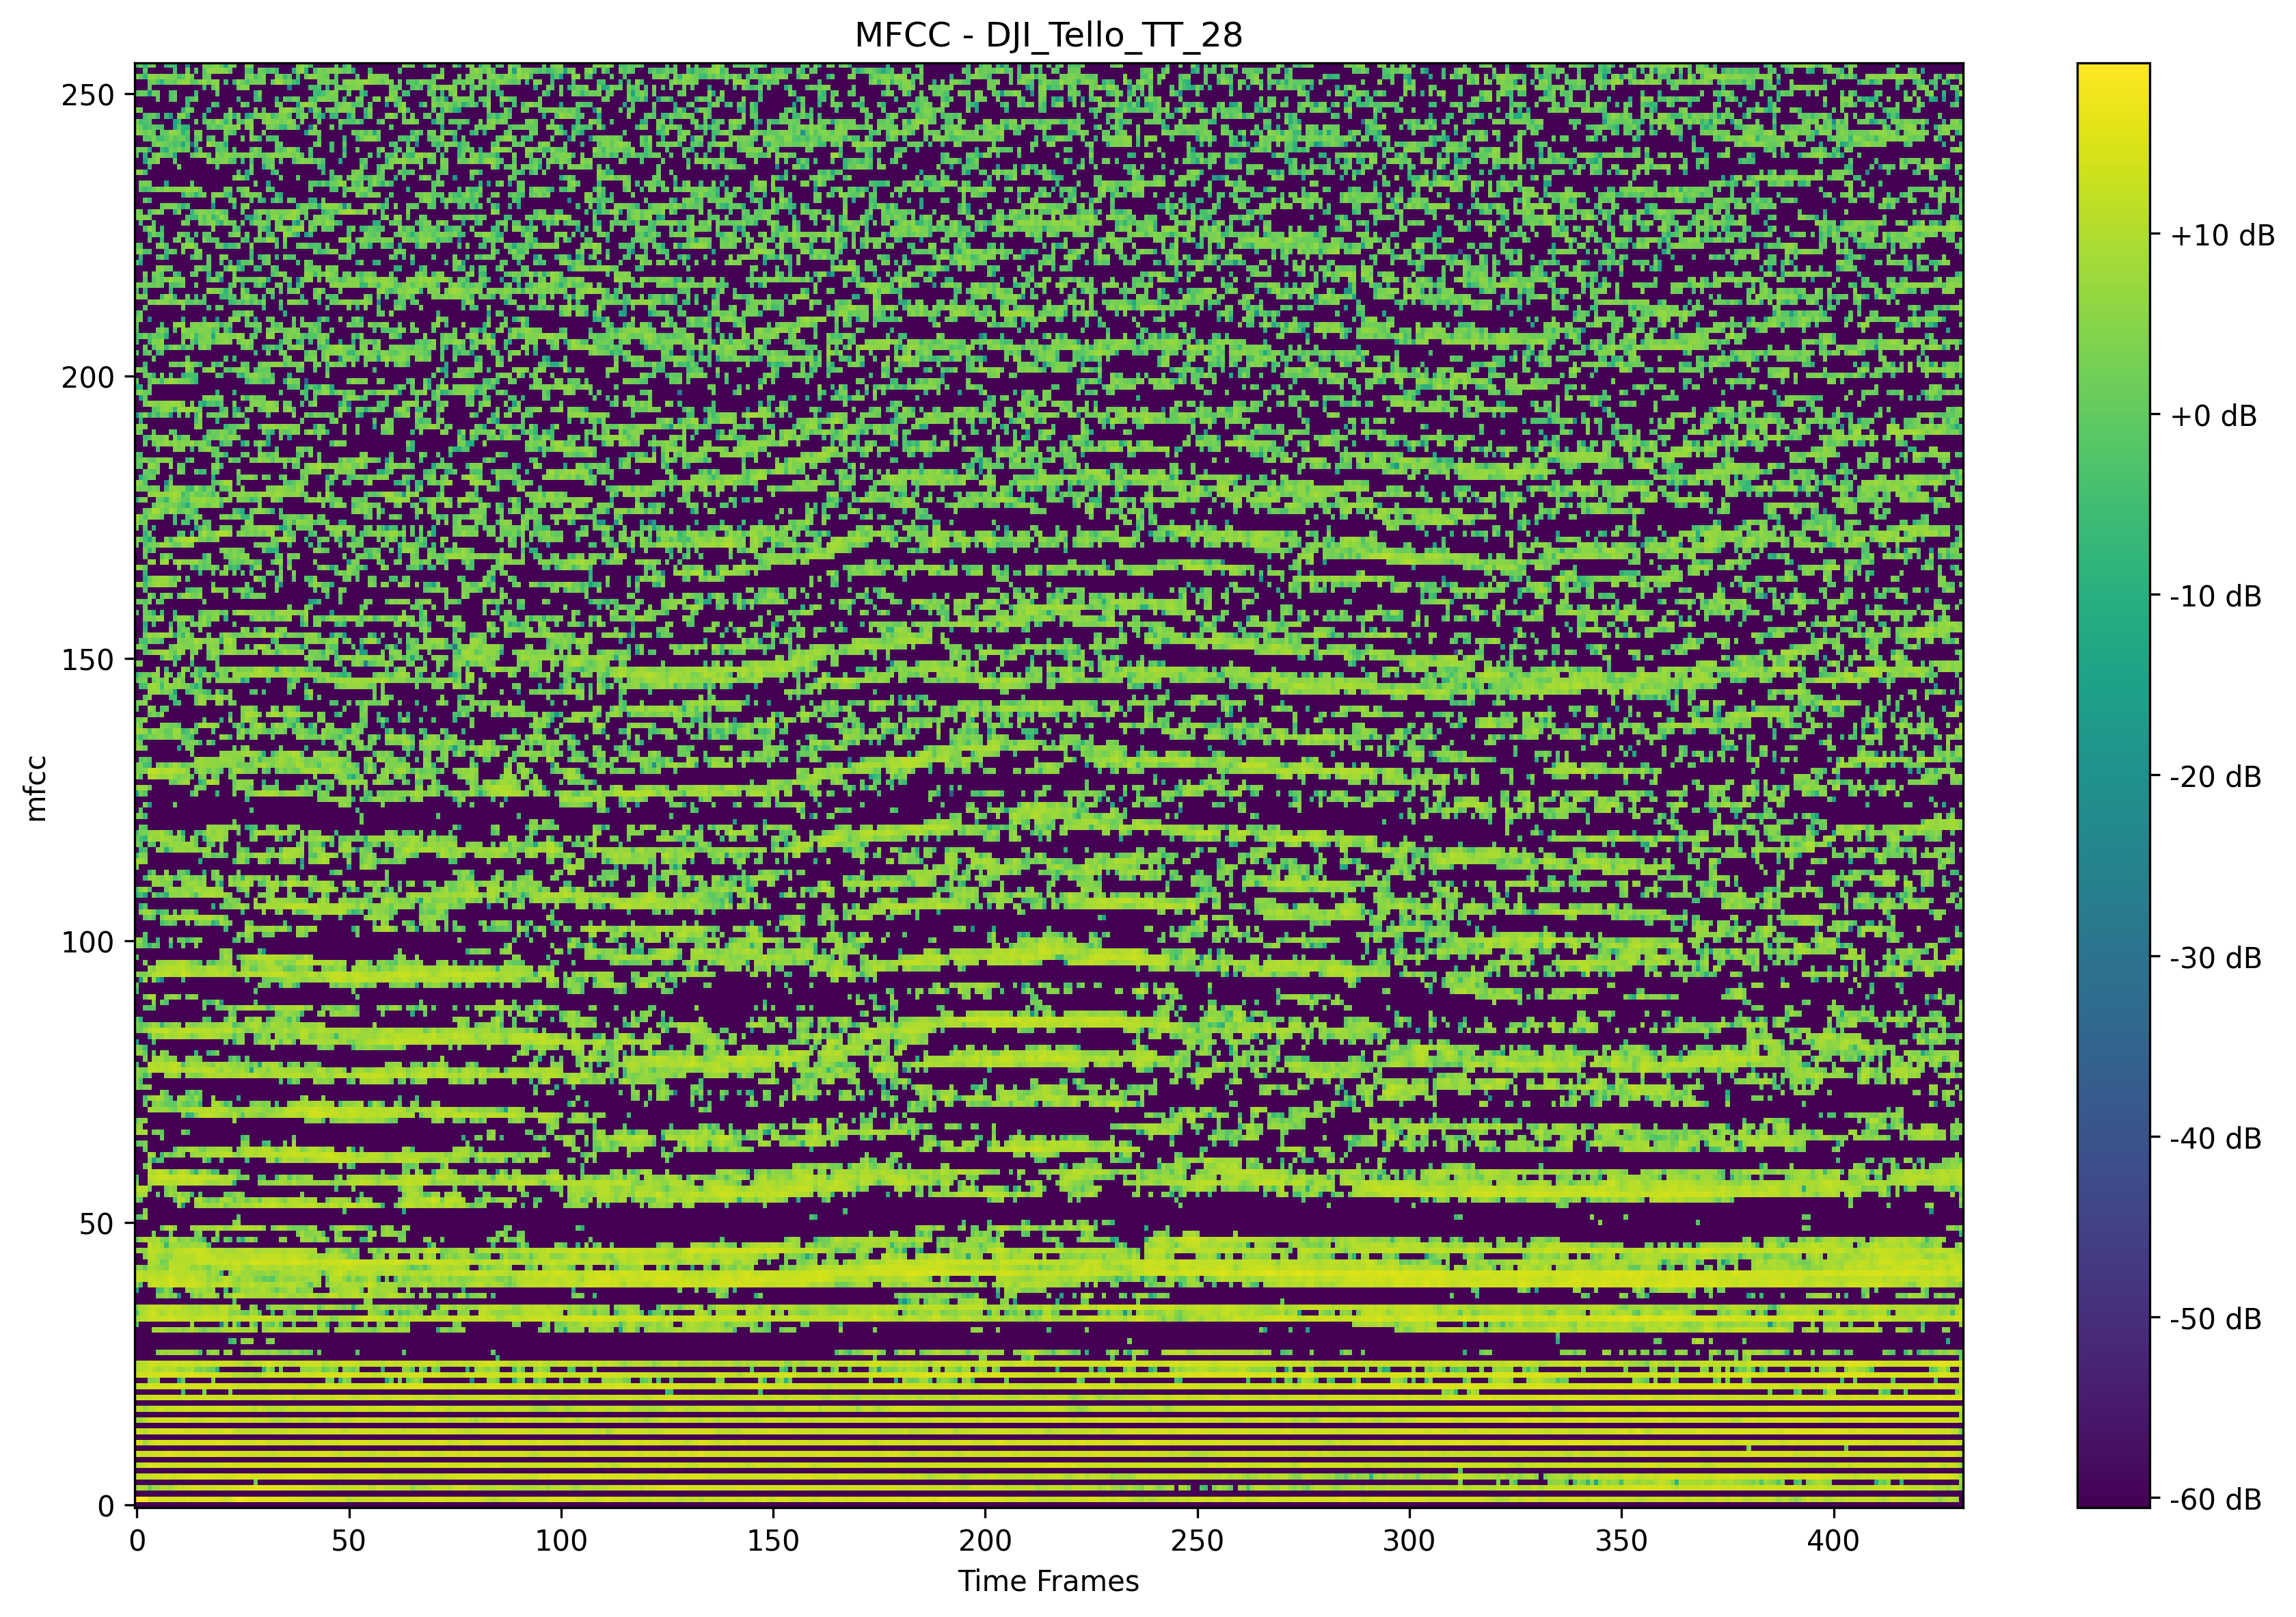 MFCC - DJI_Tello_TT_28
250
200
150
100
50
0
mfcc
0
50
100
150
200
250
300
350
400
Time Frames
+10 dB
+0 dB
-10 dB
-20 dB
-30 dB
-40 dB
-50 dB
-60 dB